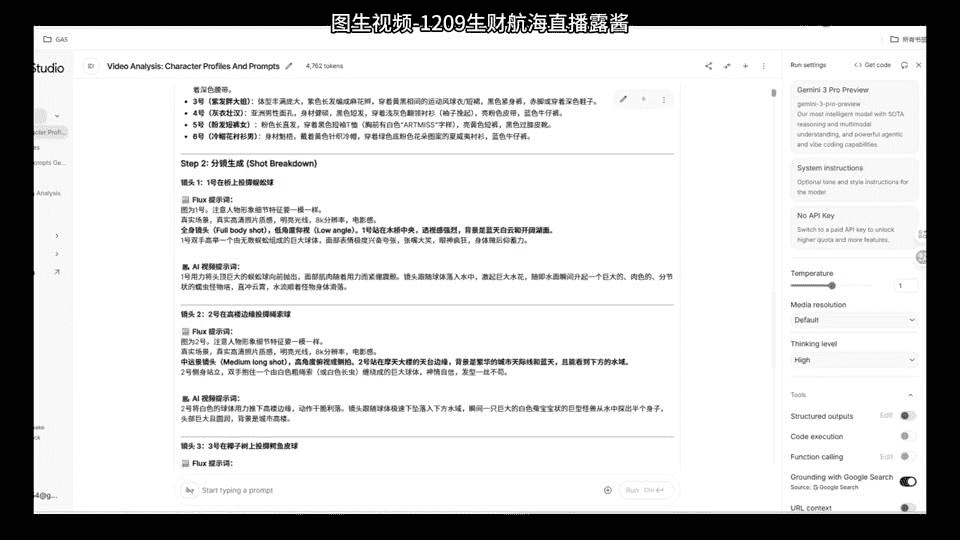 图生视频-1209生财航海直播露酱
GAS
所有书签
Studio
Video Analysis: Character Profiles And Prompts
4,762 tokens
Run settings
Get code
着深色腰带。
3号（紫发胖大姐）：体型丰满庞大，紫色长发编成麻花辫，穿着黄黑相间的运动风球衣/短裙，黑色紧身裤，赤脚或穿着深色鞋子。
4号（灰衣壮汉）：亚洲男性面孔，身材健硕，黑色短发，穿着浅灰色翻领衬衫（袖子挽起），亮粉色皮带，蓝色牛仔裤。
5号（粉发短裤女）：粉色长直发，穿着黑色短袖T恤（胸前有白色"ARTMISS"字样），亮黄色短裤，黑色过膝皮靴。
6号（冷帽花衬衫男）：身材魁梧，戴着黄色针织冷帽，穿着绿色底粉色花朵图案的夏威夷衬衫，蓝色牛仔裤。
Step 2: 分镜生成 (Shot Breakdown)
镜头 1：1号在桥上投掷蜈蚣球
Flux 提示词：
图为1号。注意人物形象细节特征要一模一样。
真实场景，真实高清照片质感，明亮光线，8k分辨率，电影感。
全身镜头（Full body shot），低角度仰视（Low angle）。1号站在木桥中央，透视感强烈，背景是蓝天白云和开阔湖面。
1号双手高举一个由无数蜈蚣组成的巨大球体，面部表情极度兴奋夸张，张嘴大笑，眼神疯狂，身体微后仰蓄力。
AI 视频提示词：
1号用力将头顶巨大的蜈蚣球向前抛出，面部肌肉随着用力而紧绷震颤。镜头跟随球体落入水中，激起巨大水花，随即水面瞬间升起一个巨大的、肉色的、分节
状的蠕虫怪物塔，直冲云霄，水流顺着怪物身体滑落。
镜头 2：2号在高楼边缘投掷绳索球
Flux 提示词：
图为2号。注意人物形象细节特征要一模一样。
真实场景，真实高清照片质感，明亮光线，8k分辨率，电影感。
中远景镜头（Medium long shot），高角度俯视或侧拍。2号站在摩天大楼的天台边缘，背景是繁华的城市天际线和蓝天，且能看到下方的水域。
2号侧身站立，双手抱住一个由白色粗绳索（或白色长虫）缠绕成的巨大球体，神情自信，发型一丝不苟。
AI 视频提示词：
2号将白色的球体用力推下高楼边缘，动作干脆利落。镜头跟随球体极速下坠落入下方水域，瞬间一只巨大的白色蚕宝宝状的巨型怪兽从水中探出半个身子，
头部巨大且圆润，背景是城市高楼。
镜头 3：3号在椰子树上投掷鳄鱼皮球
Flux 提示词：
Start typing a prompt
Run Ctrl
Gemini 3 Pro Preview
gemini-3-pro-preview
Our most intelligent model with SOTA
reasoning and multimodal
understanding, and powerful agentic
and vibe coding capabilities
System instructions
Optional tone and style instructions for
the model
No API Key
Switch to a paid API key to unlock
higher quota and more features.
Temperature
1
Media resolution
Default
Thinking level
High
Tools
Structured outputs Edit
Code execution
Function calling Edit
Grounding with Google Search
Source: Google Search
URL context